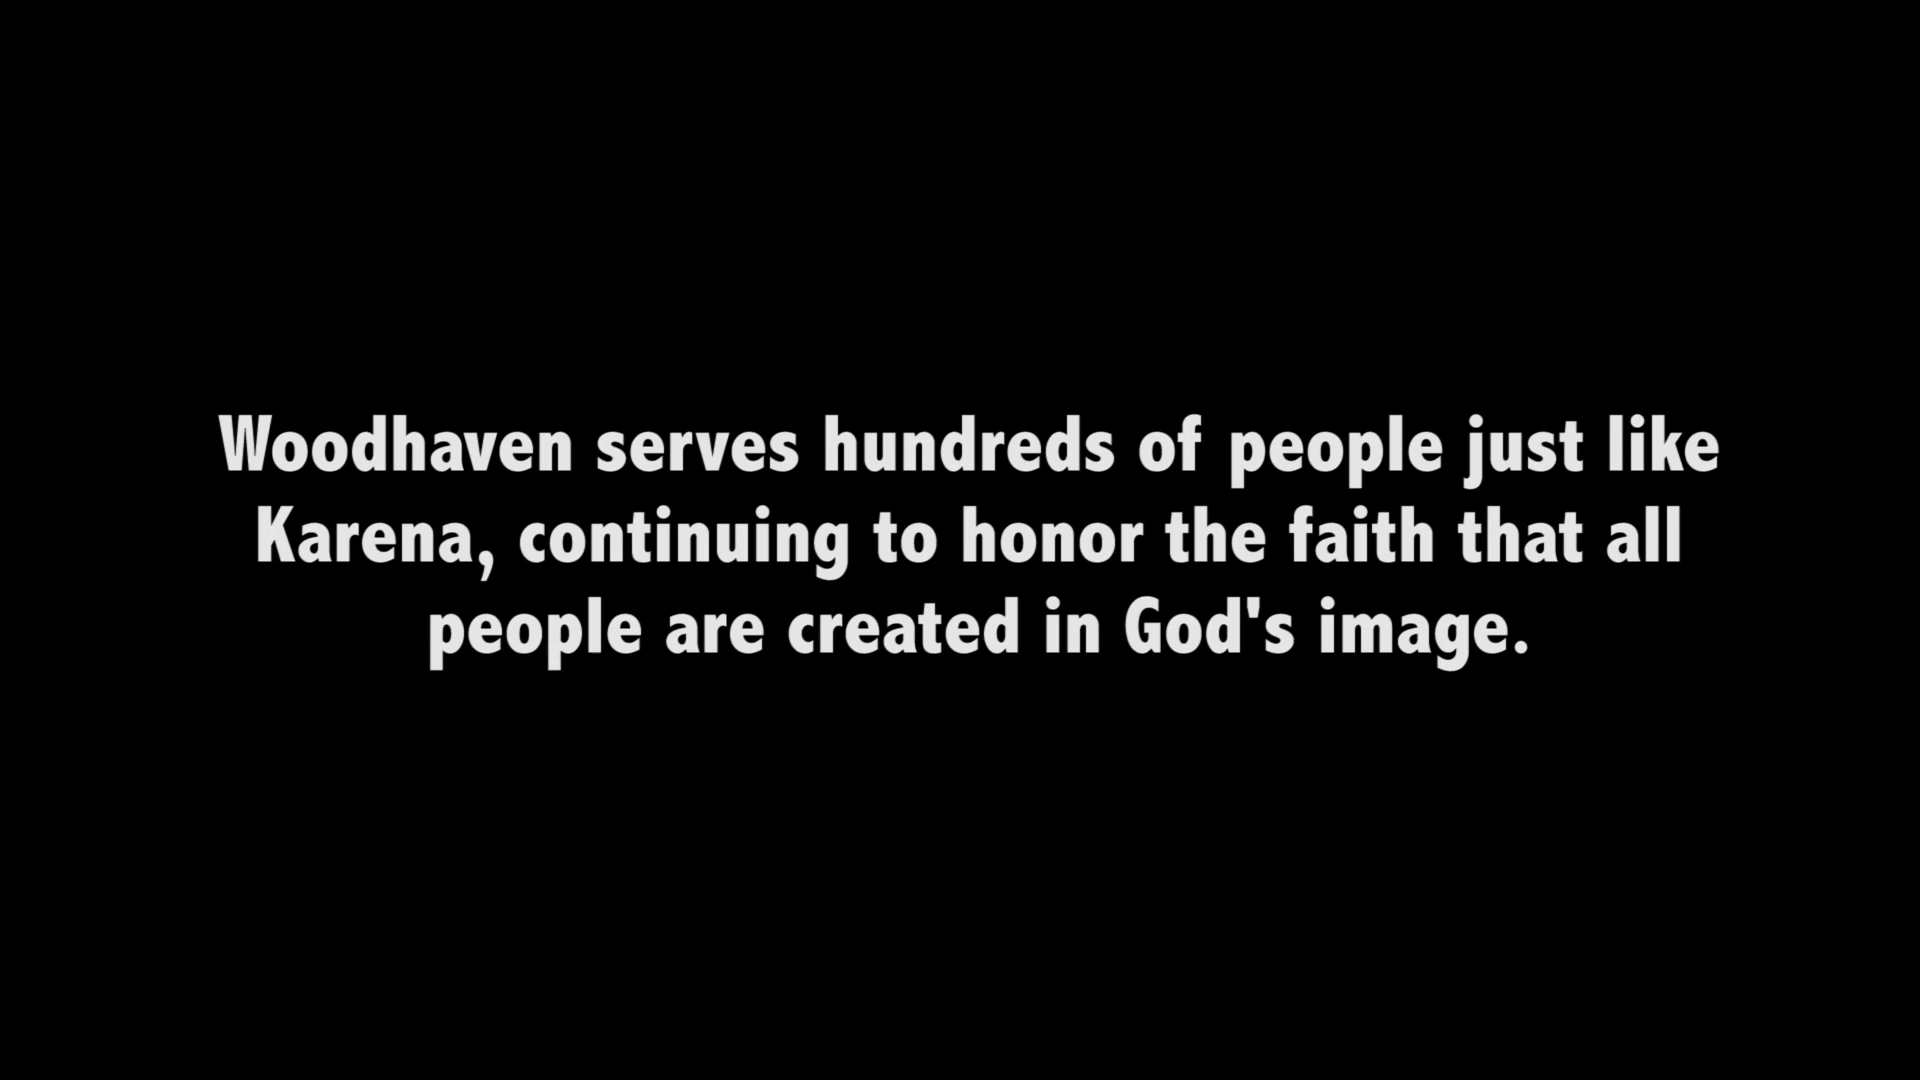 Woodhaven serves hundreds of people just like
Karena, continuing to honor the faith that all
people are created in God's image.